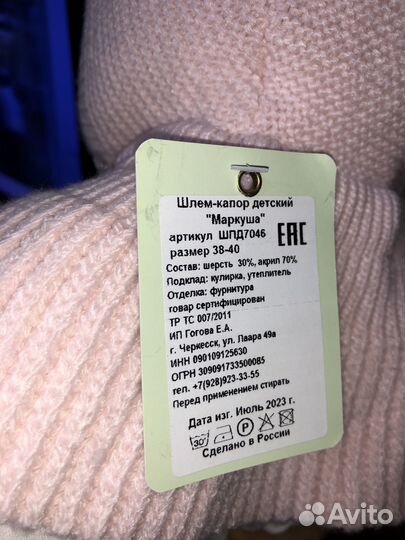 Шлем-капор детский
"Маркуша"
артикул ШПД7046
размер 38-40
EAC
Состав: шерсть 30%, акрил 70%
Подклад: кулирка, утеплитель
Отделка: фурнитура
товар сертифицирован
ТР ТС 007/2011
ИП Гогова Е.А.
г. Черкесск, ул. Лаара 49а
ИНН 090109125630
ОГРН 309091733500085
тел. +7(928)923-33-55
Перед применением стирать
Дата изг. Июль 2023 г.
30° P
Сделано в России
Avito